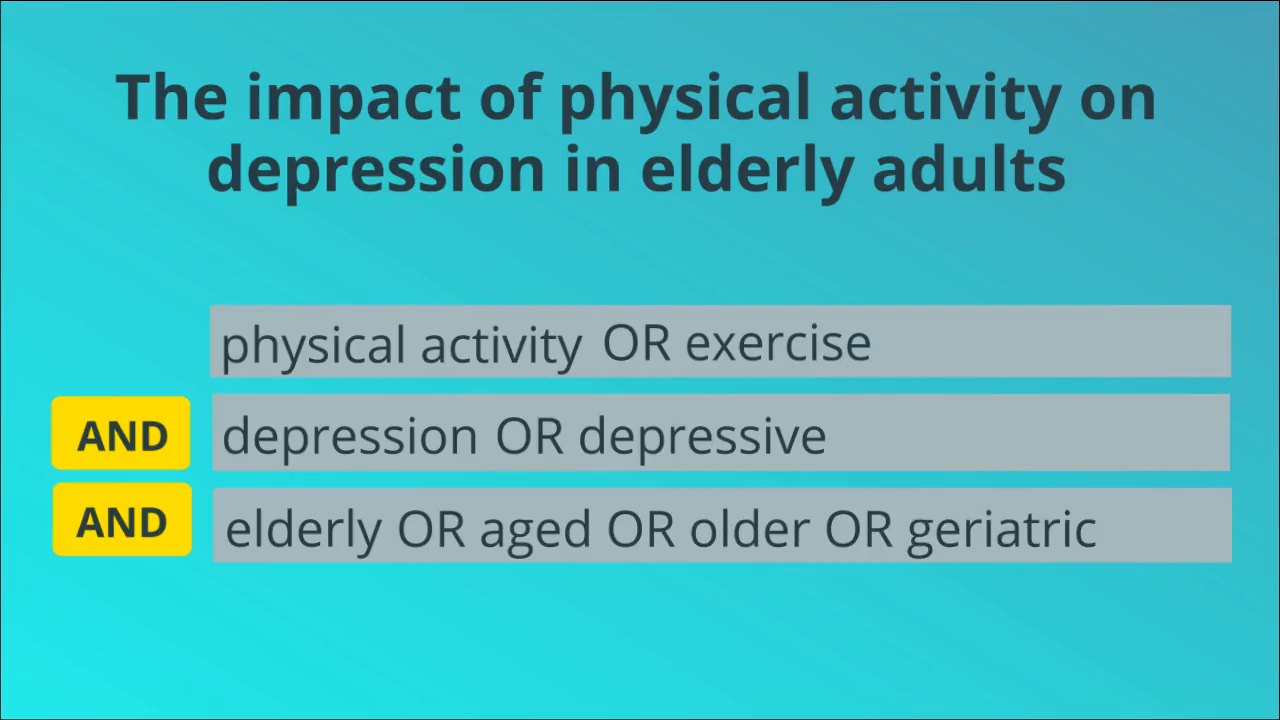 The impact of physical activity on
depression in elderly adults
physical activity OR exercise
AND depression OR depressive
AND elderly OR aged OR older OR geriatric